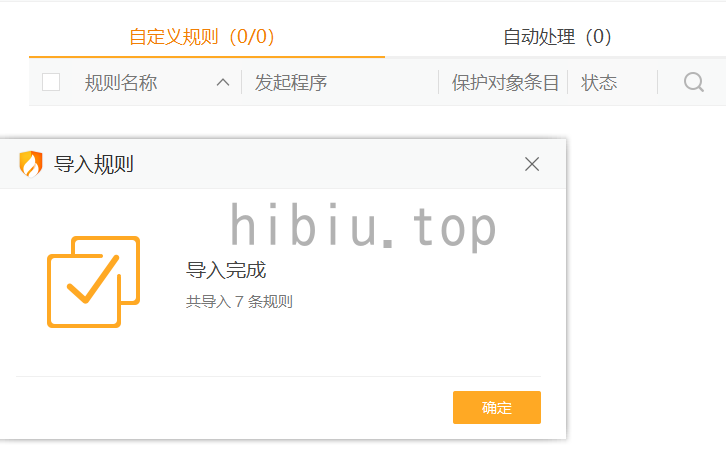 自定义规则（0/0） 自动处理（0）
规则名称 发起程序 保护对象条目 状态
导入规则
hibiu.top
导入完成
共导入 7 条规则
确定